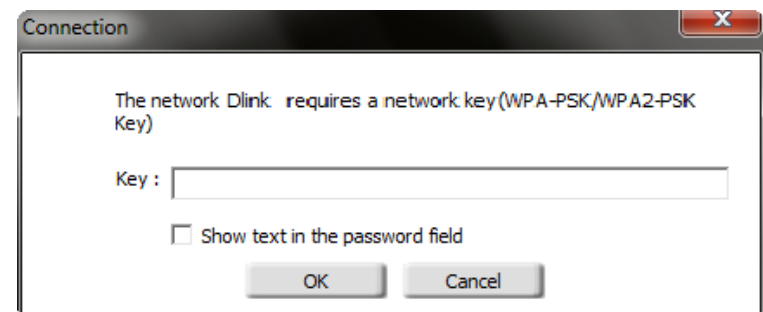 Connection
X
The network Dlink requires a network key(WPA-PSK/WPA2-PSK
Key)
Key :
Show text in the password field
OK Cancel